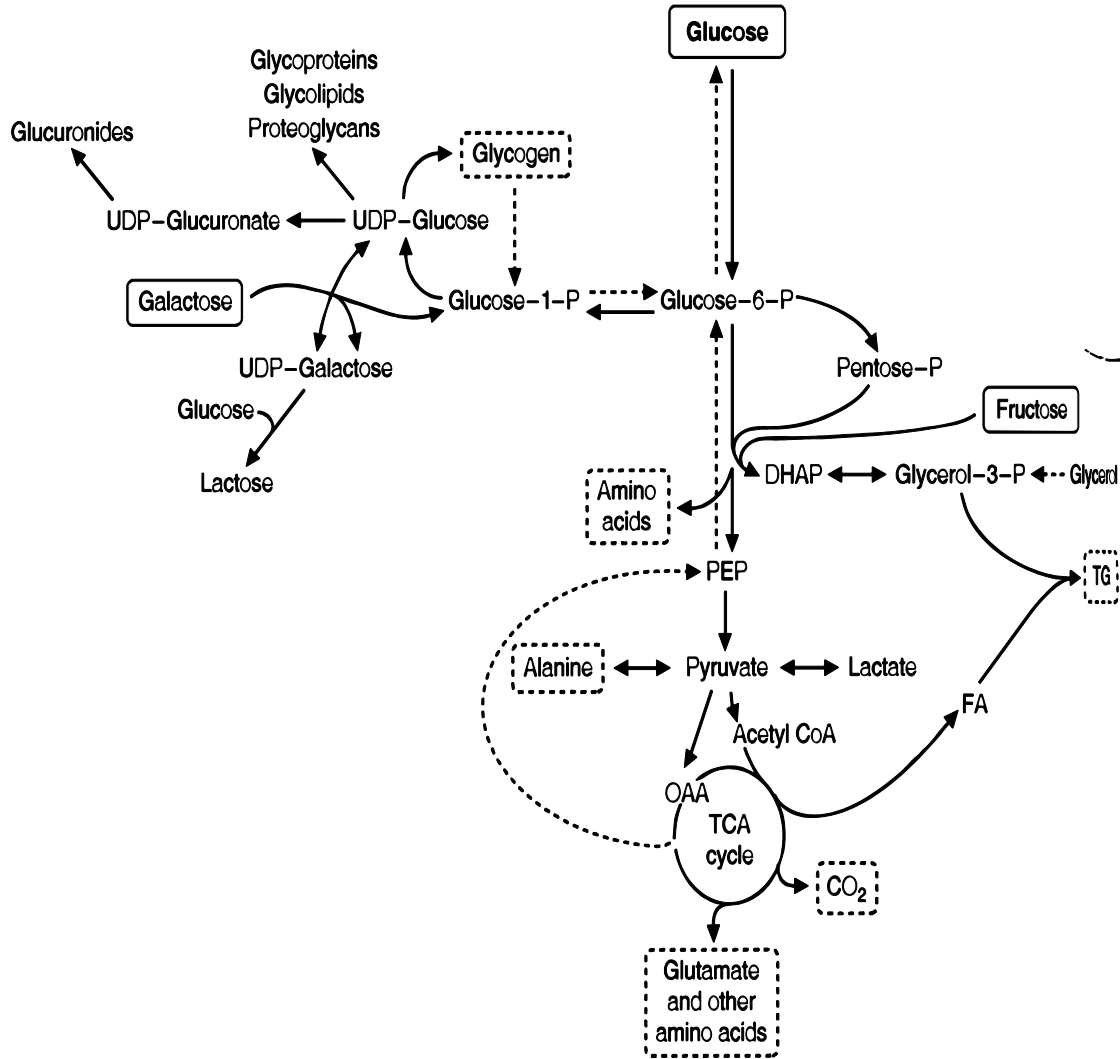 Glucose
Glycoproteins
Glycolipids
Proteoglycans
Glucuronides
Glycogen
UDP–Glucuronate
UDP–Glucose
Galactose
Glucose–1–P
Glucose–6–P
UDP–Galactose
Pentose–P
Glucose
Fructose
Lactose
DHAP
Glycerol–3–P
Glycerol
Amino
acids
PEP
TG
Alanine
Pyruvate
Lactate
FA
Acetyl CoA
OAA
TCA
cycle
CO₂
Glutamate
and other
amino acids